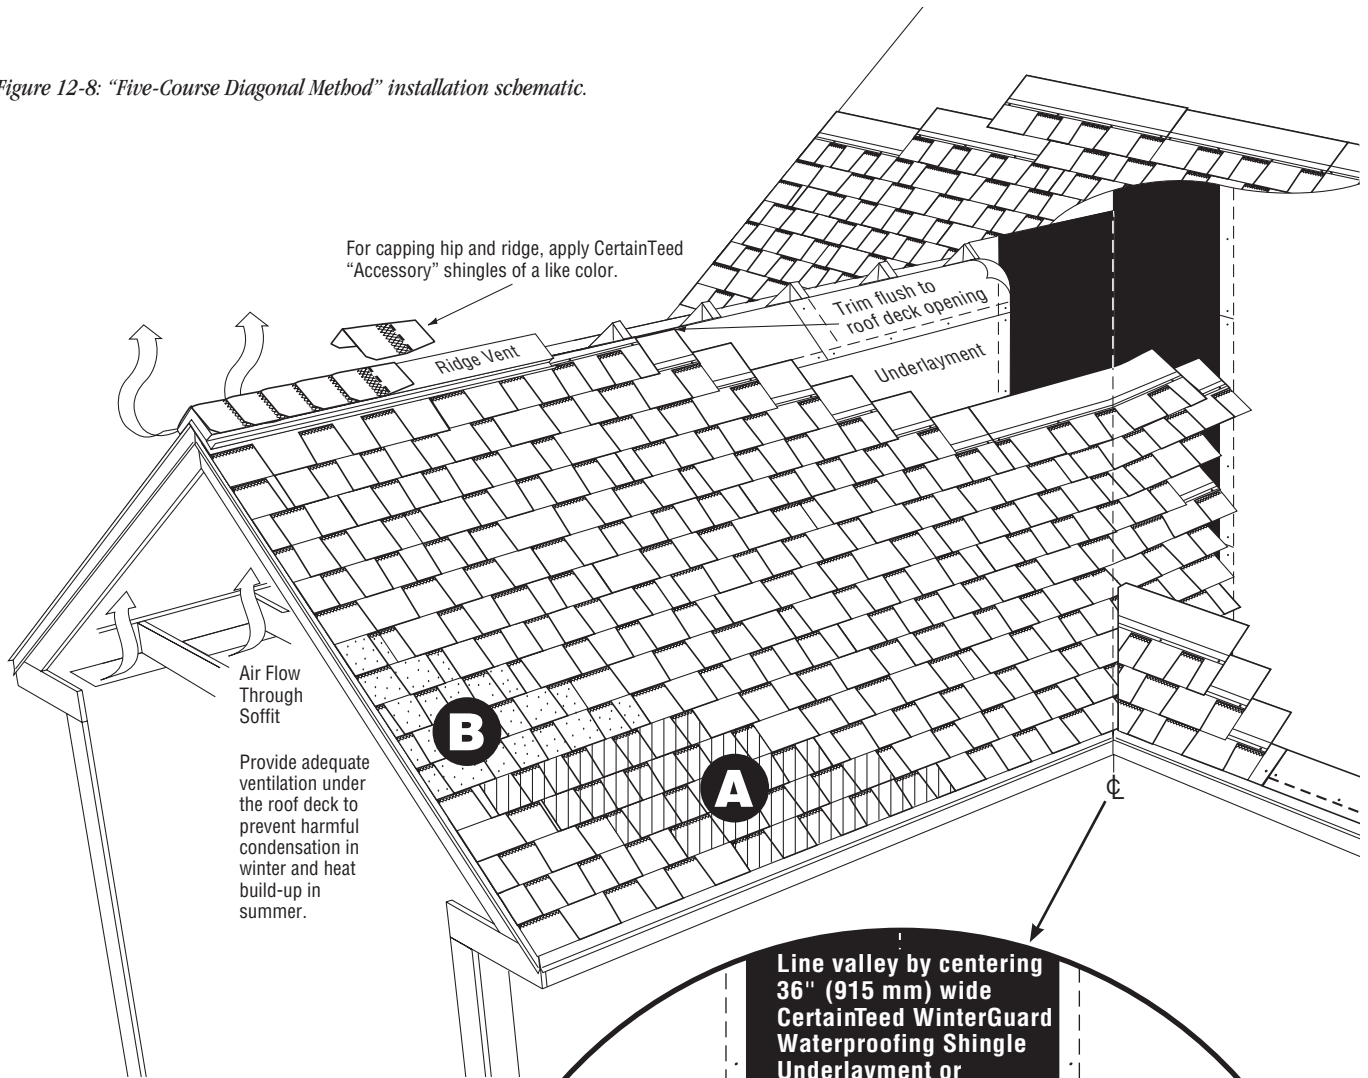 Figure 12-8: “Five-Course Diagonal Method” installation schematic.
For capping hip and ridge, apply CertainTeed
“Accessory” shingles of a like color.
Ridge Vent
Trim flush to
roof deck opening
Underlayment
Air Flow
Through
Soffit
Provide adequate
ventilation under
the roof deck to
prevent harmful
condensation in
winter and heat
build-up in
summer.
B
A
℄
Line valley by centering
36" (915 mm) wide
CertainTeed WinterGuard
Waterproofing Shingle
Underlayment or